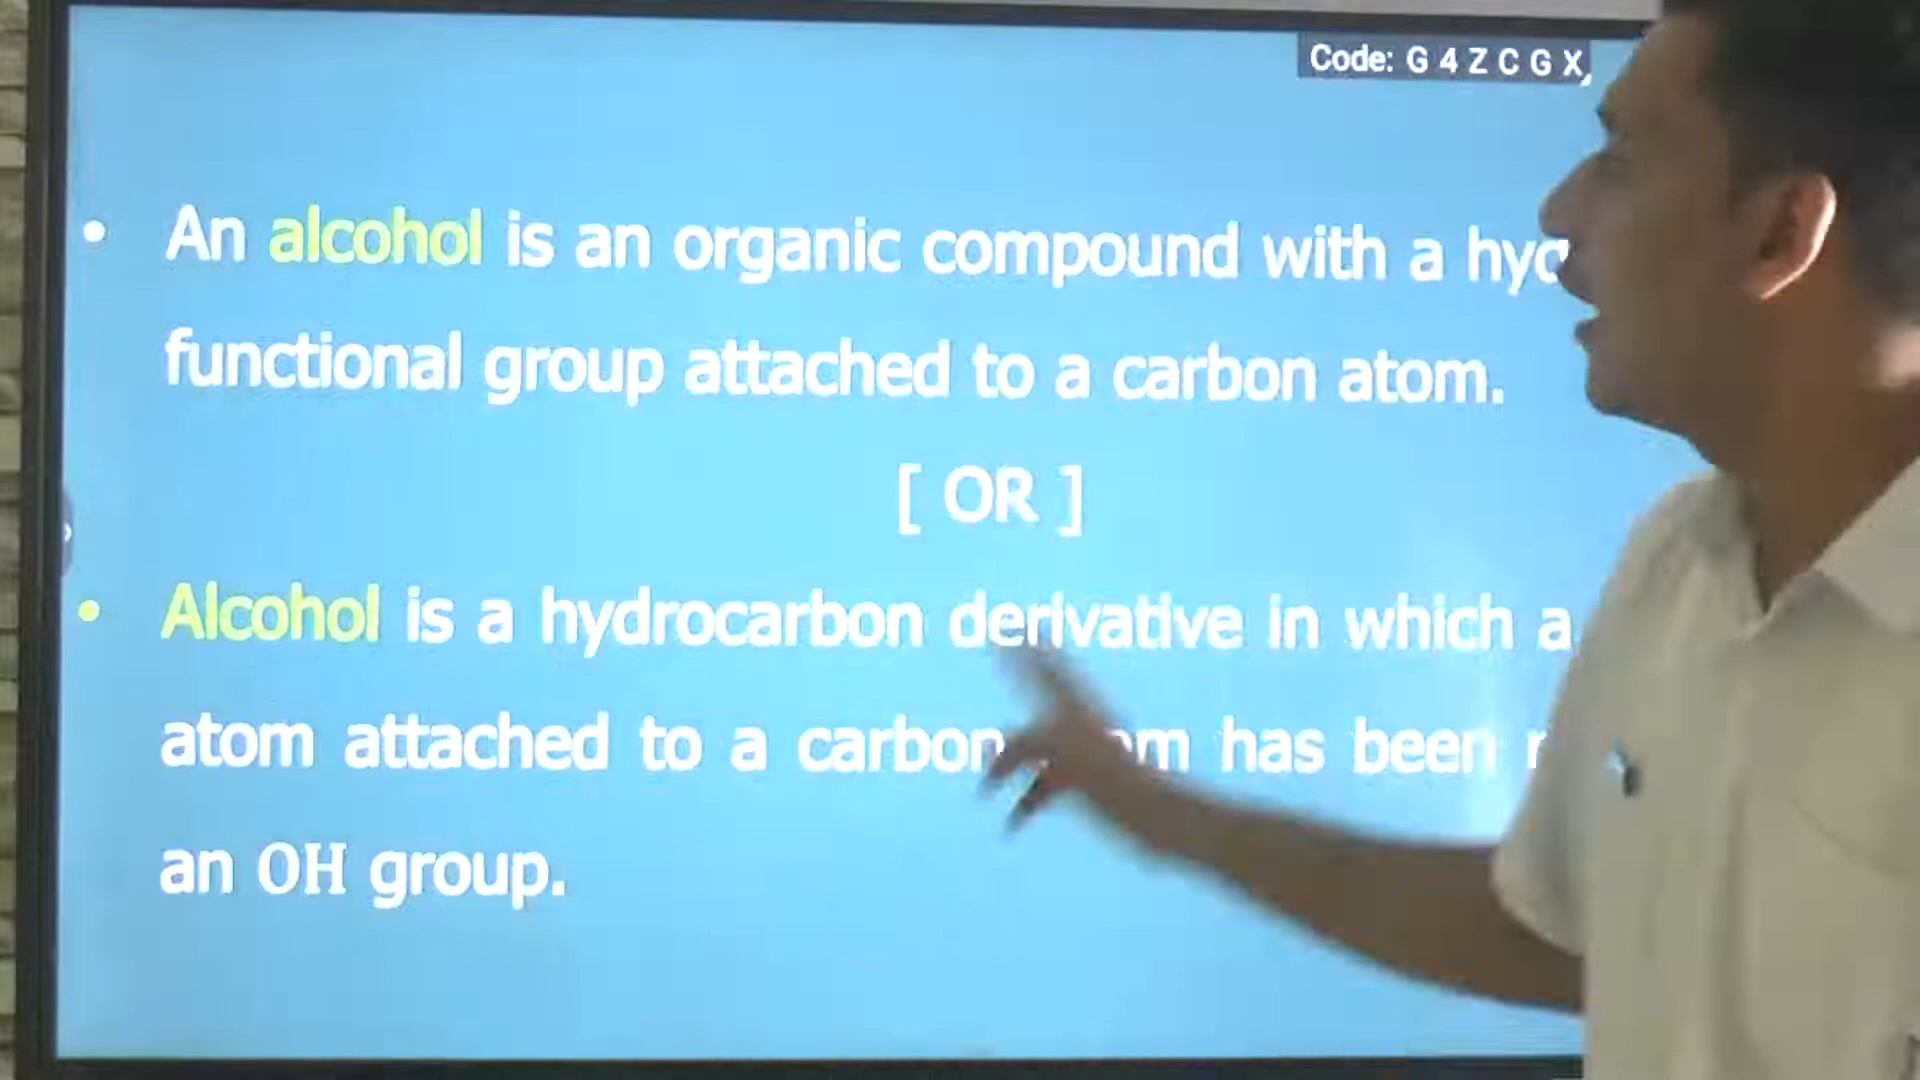 Code: G 4 Z C G X
• An alcohol is an organic compound with a
functional group attached to a carbon atom.
[ OR ]
• Alcohol is a hydrocarbon derivative in which a
atom attached to a carbon has been
an OH group.